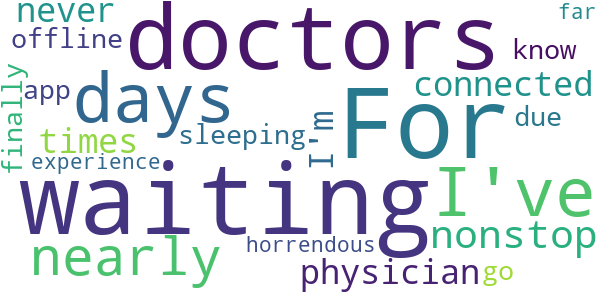 never doctors far
offline know
app days For connected
finally times sleeping I'm due
experience waiting I've
nearly horrendous nonstop
physician go